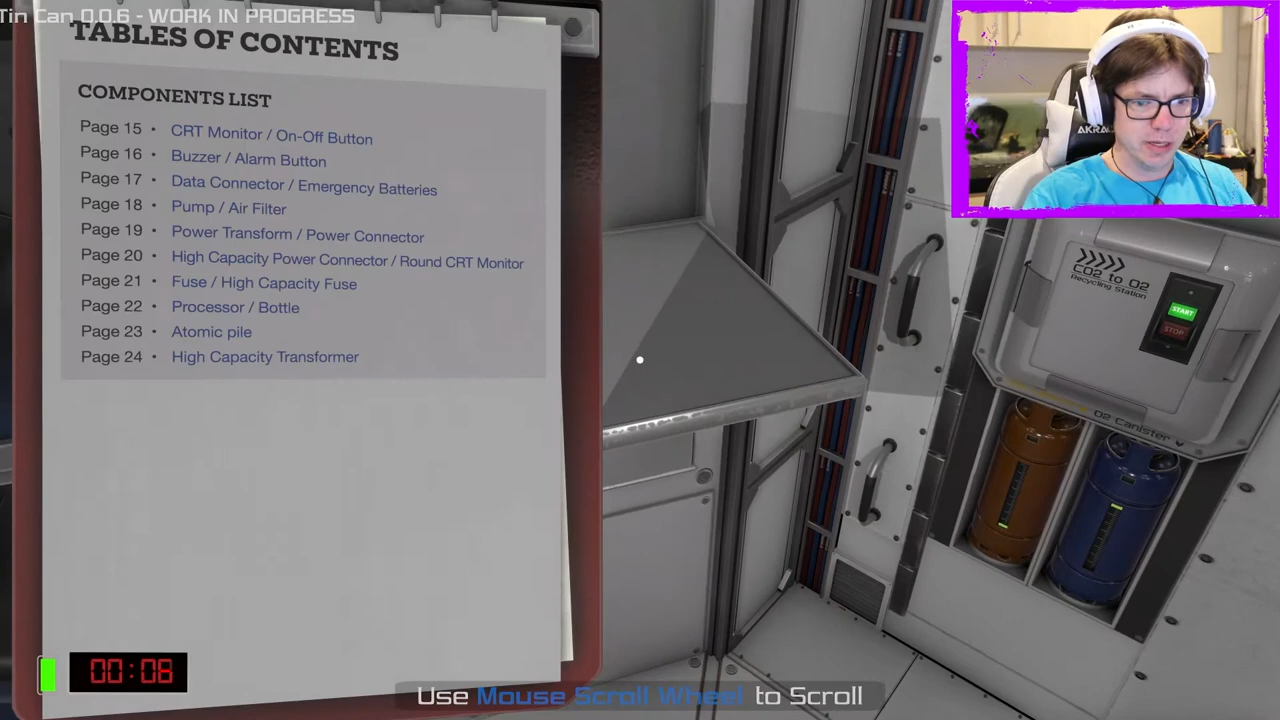 Tin Can 0.0.6 - WORK IN PROGRESS
TABLES OF CONTENTS
COMPONENTS LIST
Page 15 • CRT Monitor / On-Off Button
Page 16 • Buzzer / Alarm Button
Page 17 • Data Connector / Emergency Batteries
Page 18 • Pump / Air Filter
Page 19 • Power Transform / Power Connector
Page 20 • High Capacity Power Connector / Round CRT Monitor
Page 21 • Fuse / High Capacity Fuse
Page 22 • Processor / Bottle
Page 23 • Atomic pile
Page 24 • High Capacity Transformer
00:08
Use Mouse Scroll Wheel to Scroll
CO2 to O2
Recycling Station
START
STOP
O2 Canister